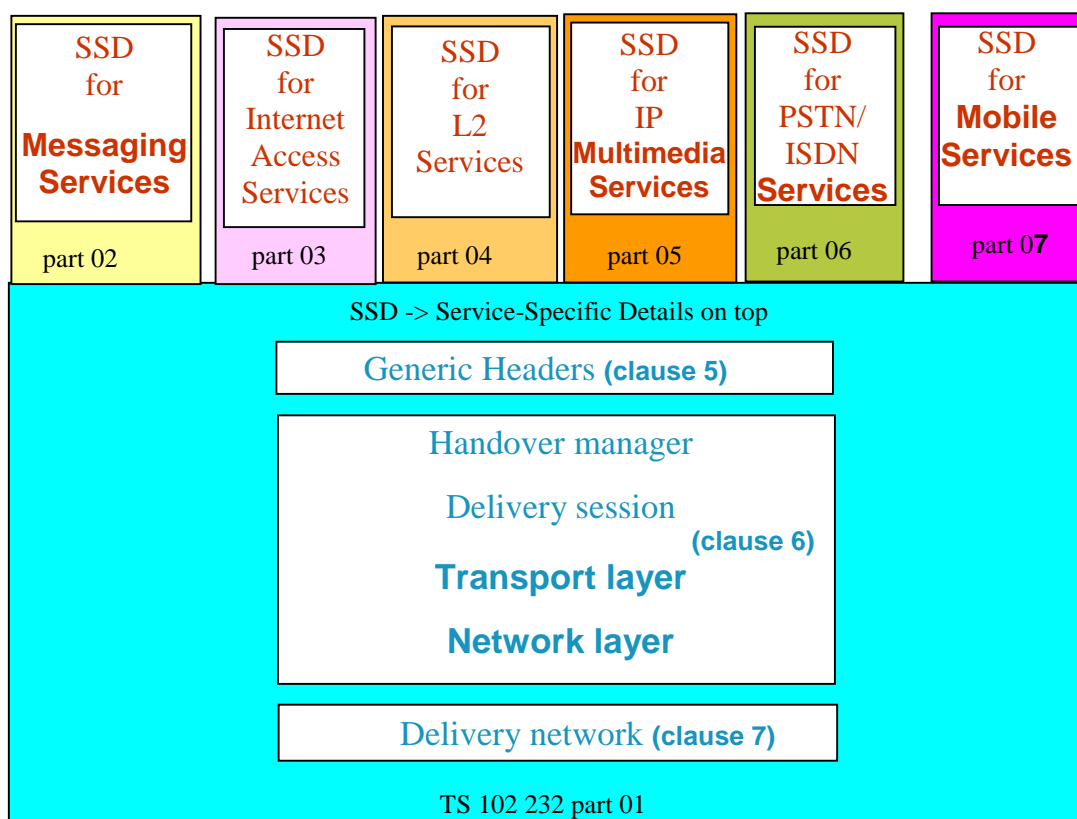 SSD
for
Messaging
Services
part 02
SSD
for
Internet
Access
Services
part 03
SSD
for
L2
Services
part 04
SSD
for
IP
Multimedia
Services
part 05
SSD
for
PSTN/
ISDN
Services
part 06
SSD
for
Mobile
Services
part 07
SSD -> Service-Specific Details on top
Generic Headers (clause 5)
Handover manager
Delivery session
(clause 6)
Transport layer
Network layer
Delivery network (clause 7)
TS 102 232 part 01